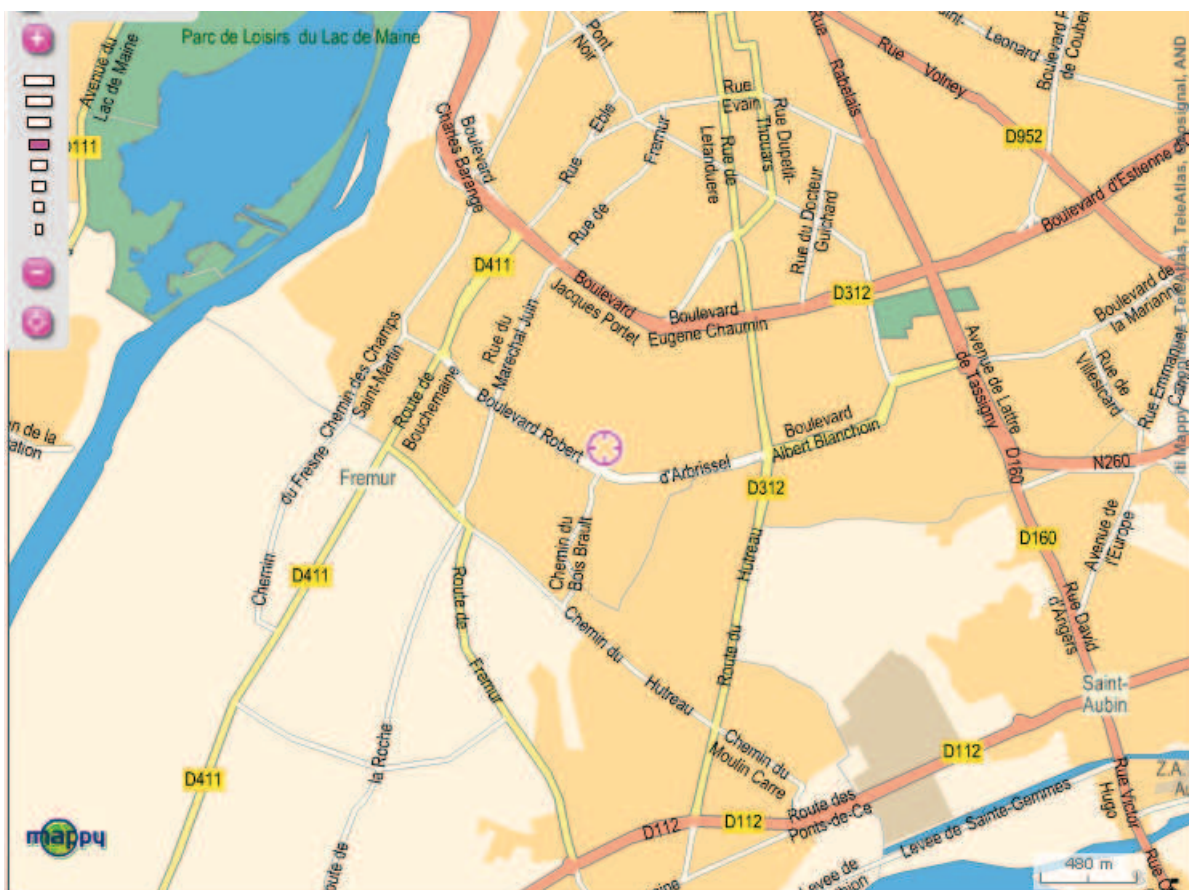 Parc de Loisirs du Lac de Maine
Avenue du
Lac de Maine
D111
Pont
Noir
Rue
Rabelais
Rue
Volney
Leonard
Boulevard
de
D952
Boulevard d'Estienne
Boulevard
Charles Barange
Rue
Eble
Rue de
Fremur
Rue
Evain
Rue Dupetit-
Thouars
Rue de
Letanduere
Rue du Docteur
Guichard
D411
Boulevard
Jacques Portet
Boulevard
Eugene Chaumin
D312
Boulevard de
la Marianne
Rue de
Villesicard
Rue Emmanuel
Avenue de Lattre
de Tassigny
Chemin des Champs
Saint-Martin
Route de
Bouchemaine
Rue du
Marechal Juin
Boulevard Robert
d'Arbrissel
Boulevard
Albert Blanchoin
D312
D160
N260
Fremur
Chemin
du Fresne
D411
Chemin du
Bois Brault
Hutreau
Route du
D160
Avenue de
l'Europe
Rue David
d'Angers
Route de
Fremur
Chemin du
Hutreau
Chemin du
Moulin Carre
Saint-
Aubin
la Roche
Route de
D411
D112
D112
D112
Route des
Ponts-de-Ce
Levee de Sainte-Gemmes
Levee de
Rue Victor
Hugo
Z.A.
480 m
mappy